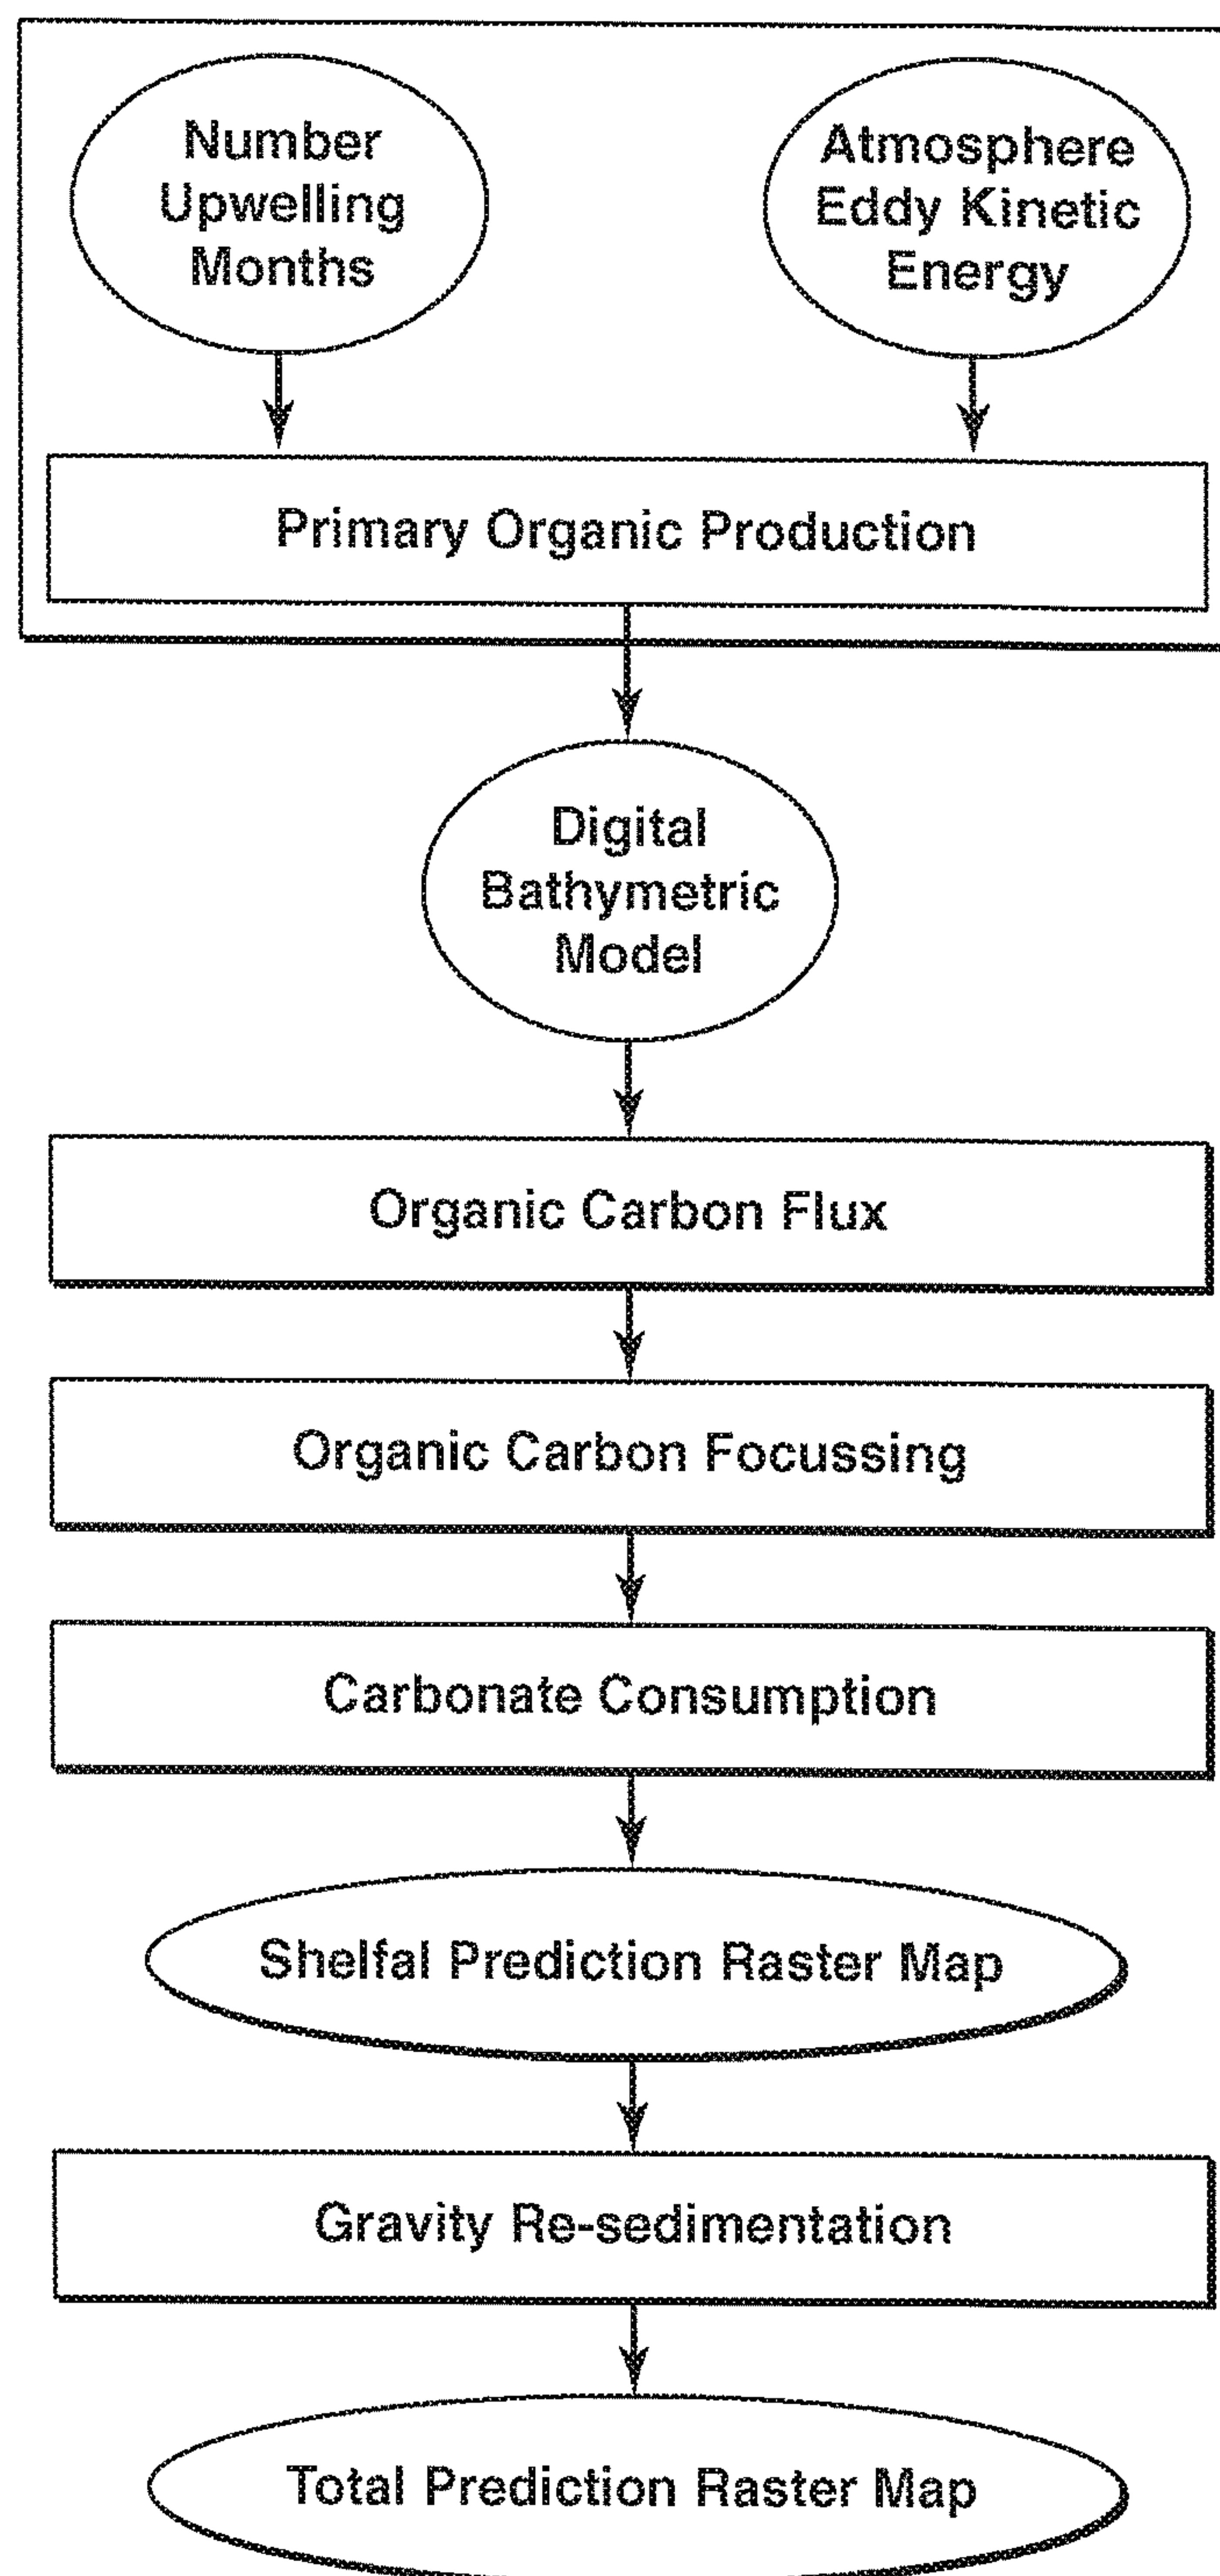 Number
Upwelling
Months
Atmosphere
Eddy Kinetic
Energy
Primary Organic Production
Digital
Bathymetric
Model
Organic Carbon Flux
Organic Carbon Focussing
Carbonate Consumption
Shelfal Prediction Raster Map
Gravity Re-sedimentation
Total Prediction Raster Map